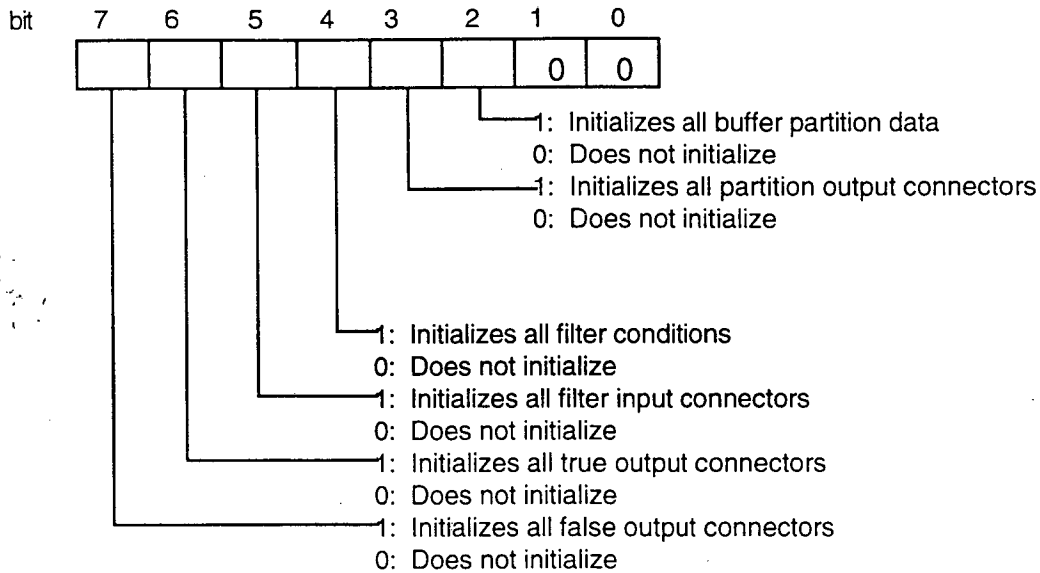 bit 7 6 5 4 3 2 1 0
0 0
1: Initializes all buffer partition data
0: Does not initialize
1: Initializes all partition output connectors
0: Does not initialize
1: Initializes all filter conditions
0: Does not initialize
1: Initializes all filter input connectors
0: Does not initialize
1: Initializes all true output connectors
0: Does not initialize
1: Initializes all false output connectors
0: Does not initialize